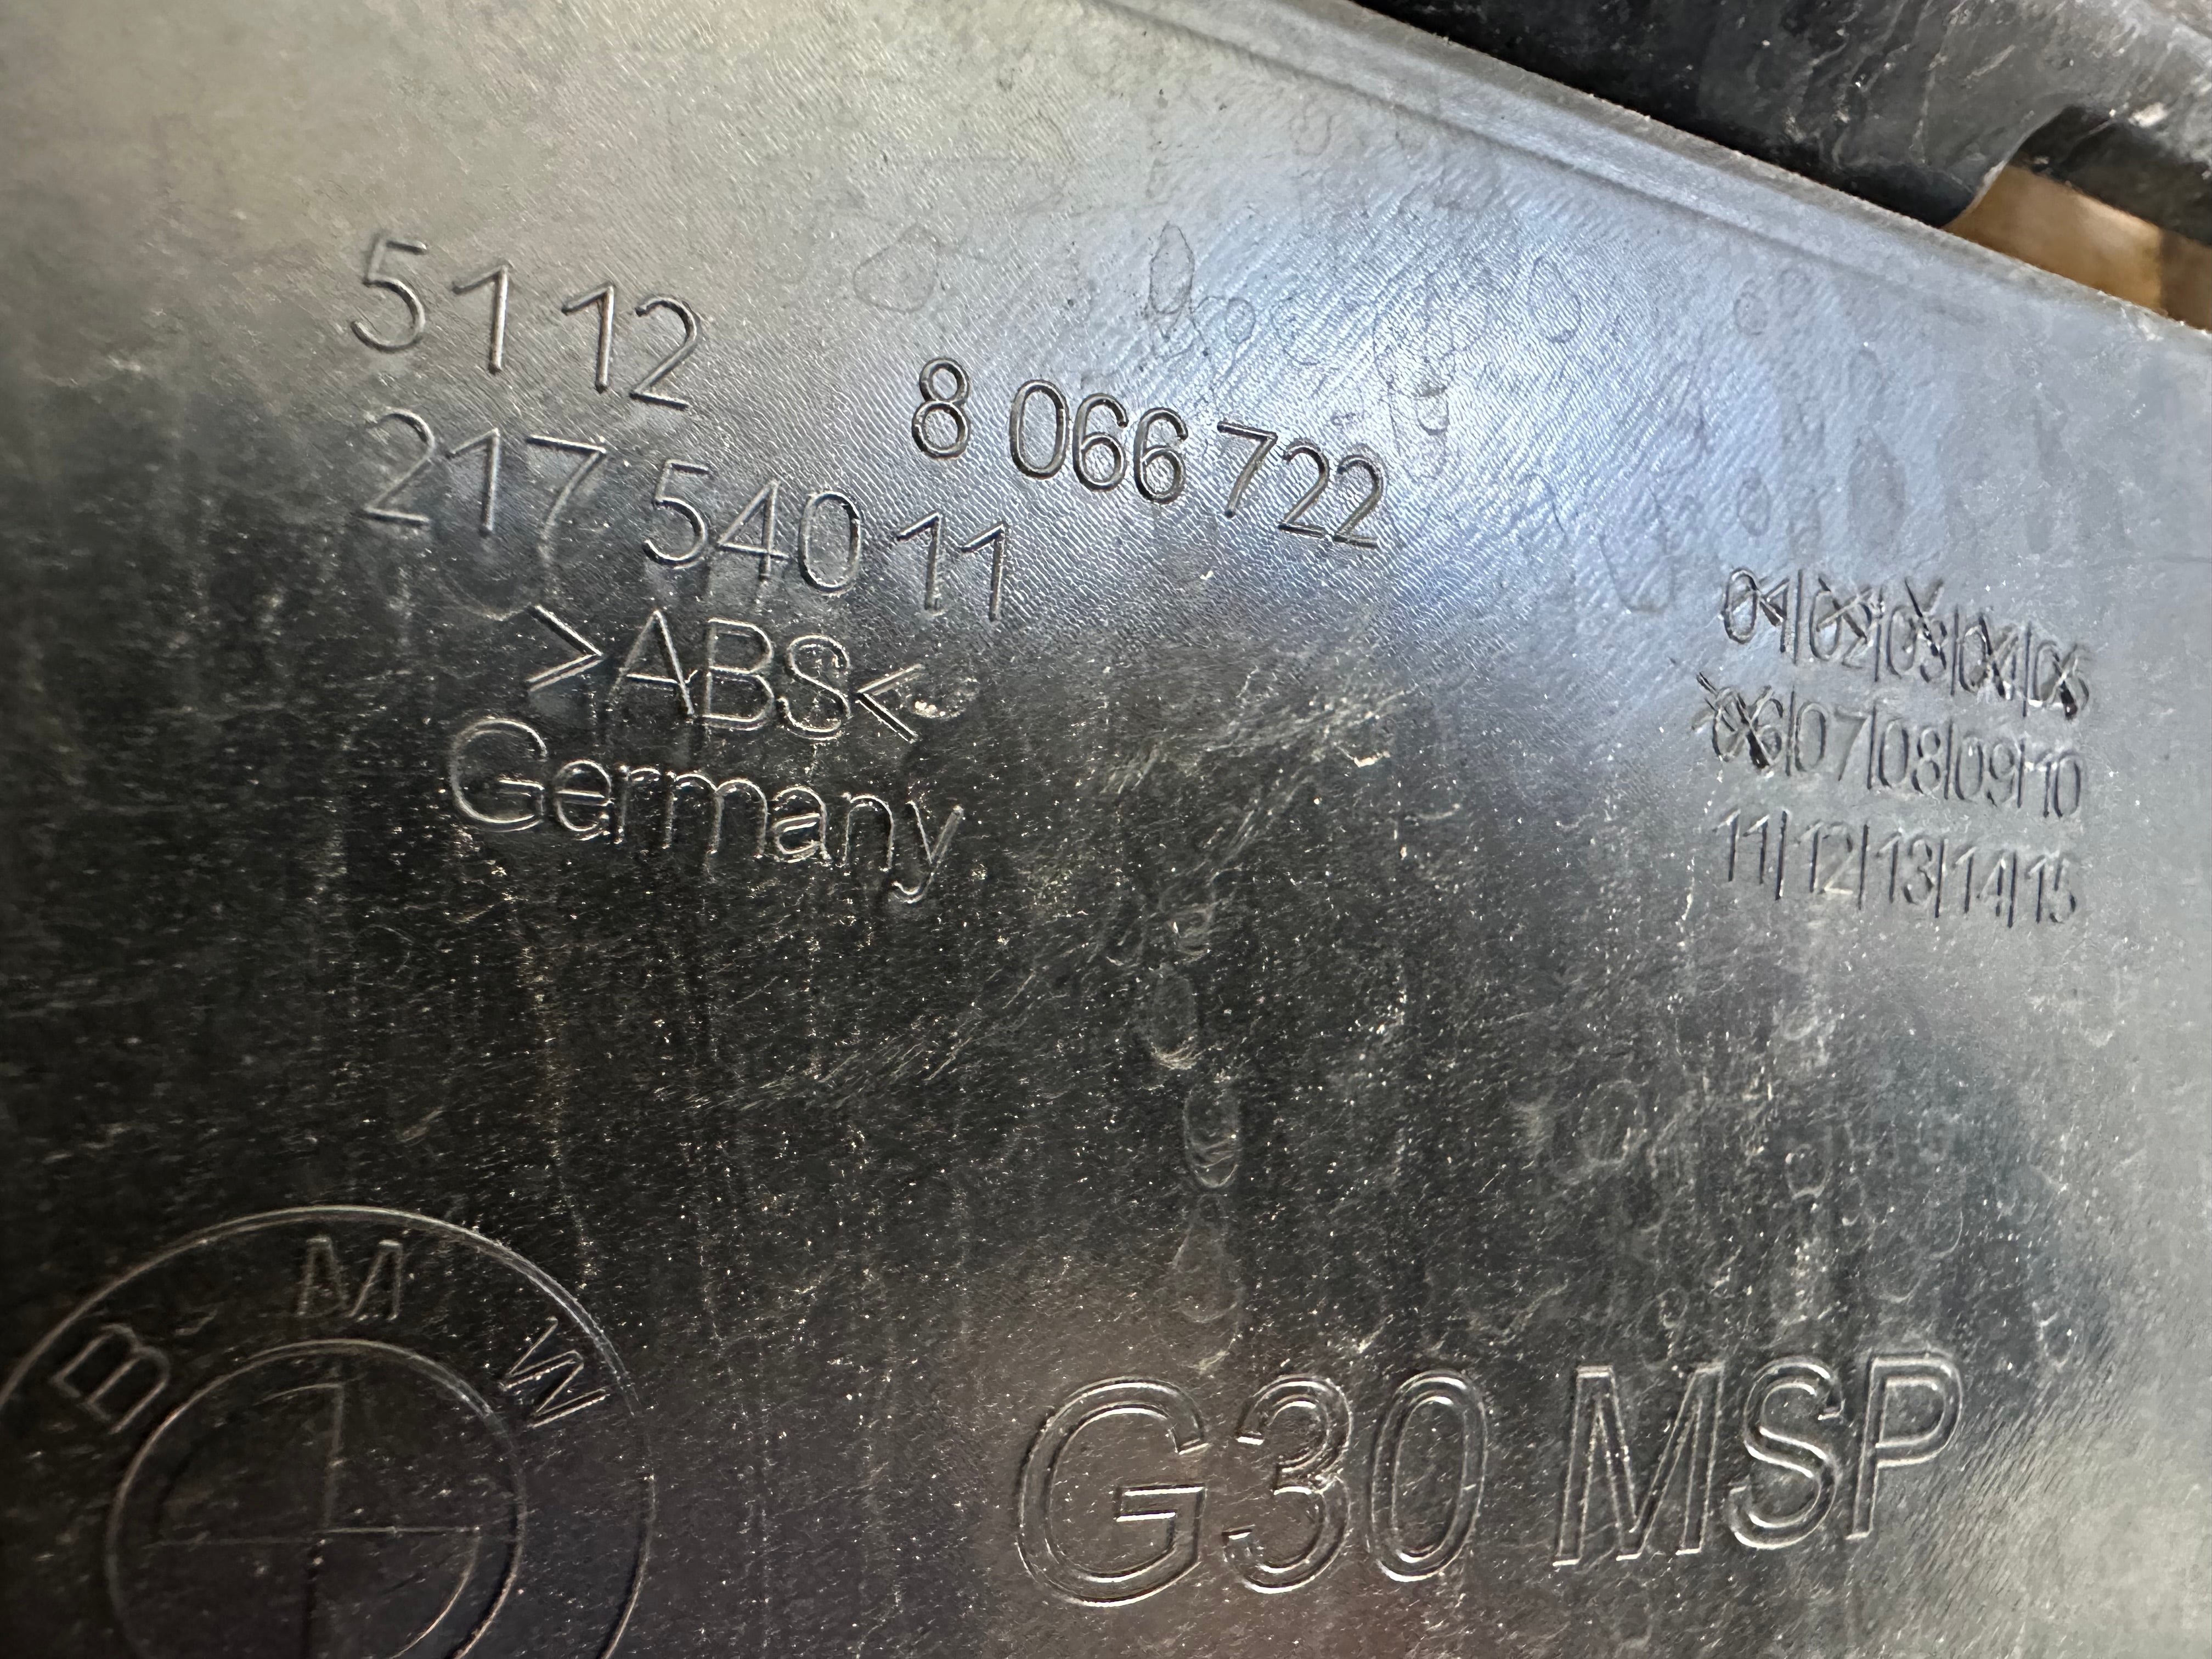 51 12
8 066 722
217 540 11
>ABS<
Germany
01|02|03|04|05
06|07|08|09|10
11|12|13|14|15
BMW
G30 MSP